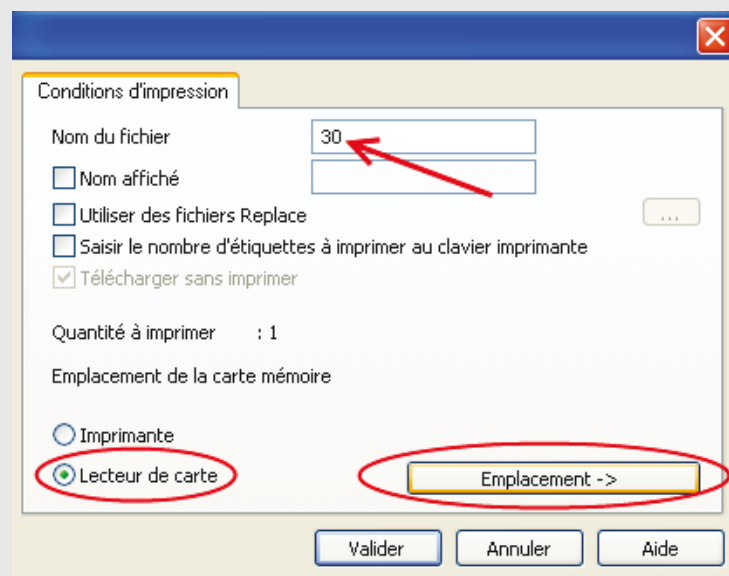 Conditions d'impression
Nom du fichier 30
Nom affiché
Utiliser des fichiers Replace ...
Saisir le nombre d'étiquettes à imprimer au clavier imprimante
Télécharger sans imprimer
Quantité à imprimer : 1
Emplacement de la carte mémoire
Imprimante
Lecteur de carte Emplacement ->
Valider Annuler Aide